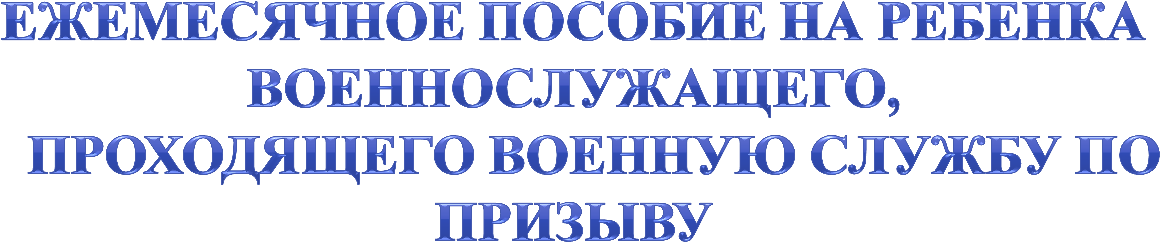 ЕЖЕМЕСЯЧНОЕ ПОСОБИЕ НА РЕБЕНКА
ВОЕННОСЛУЖАЩЕГО,
ПРОХОДЯЩЕГО ВОЕННУЮ СЛУЖБУ ПО
ПРИЗЫВУ